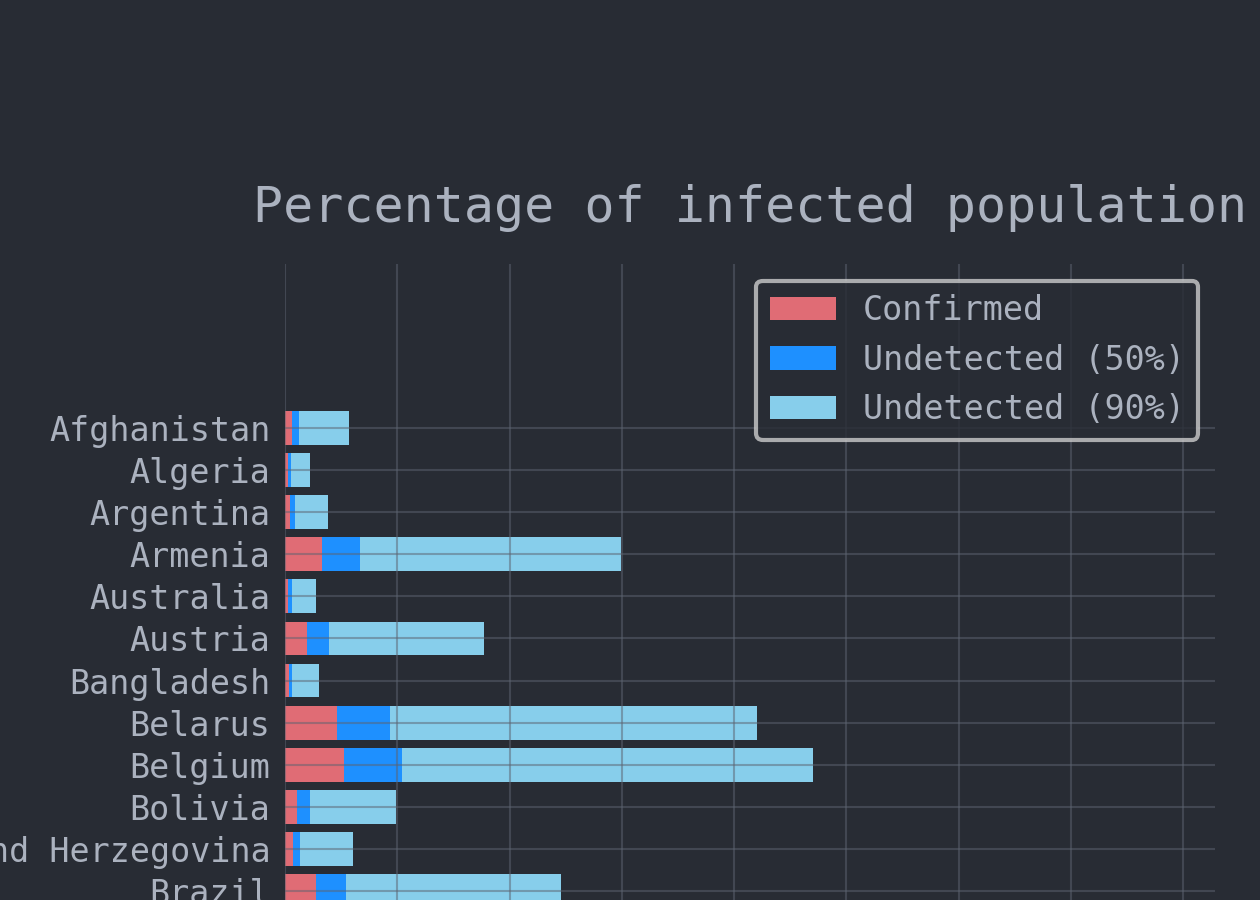 Percentage of infected population
Confirmed
Undetected (50%)
Undetected (90%)
Afghanistan
Algeria
Argentina
Armenia
Australia
Austria
Bangladesh
Belarus
Belgium
Bolivia
Herzegovina
Brazil